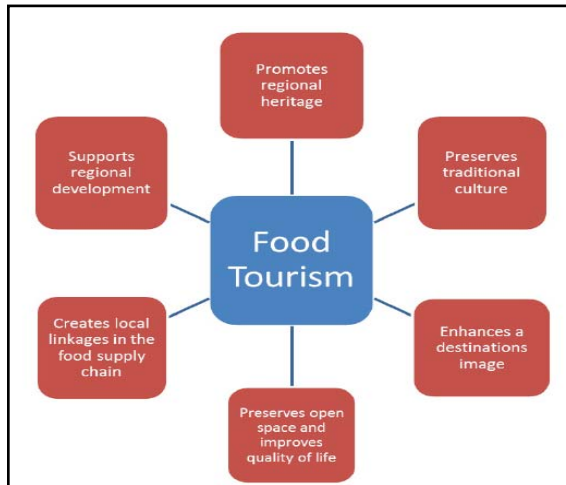 Promotes
regional
heritage
Supports
regional
development
Preserves
traditional
culture
Food
Tourism
Creates local
linkages in the
food supply
chain
Enhances a
destinations
image
Preserves open
space and
improves
quality of life